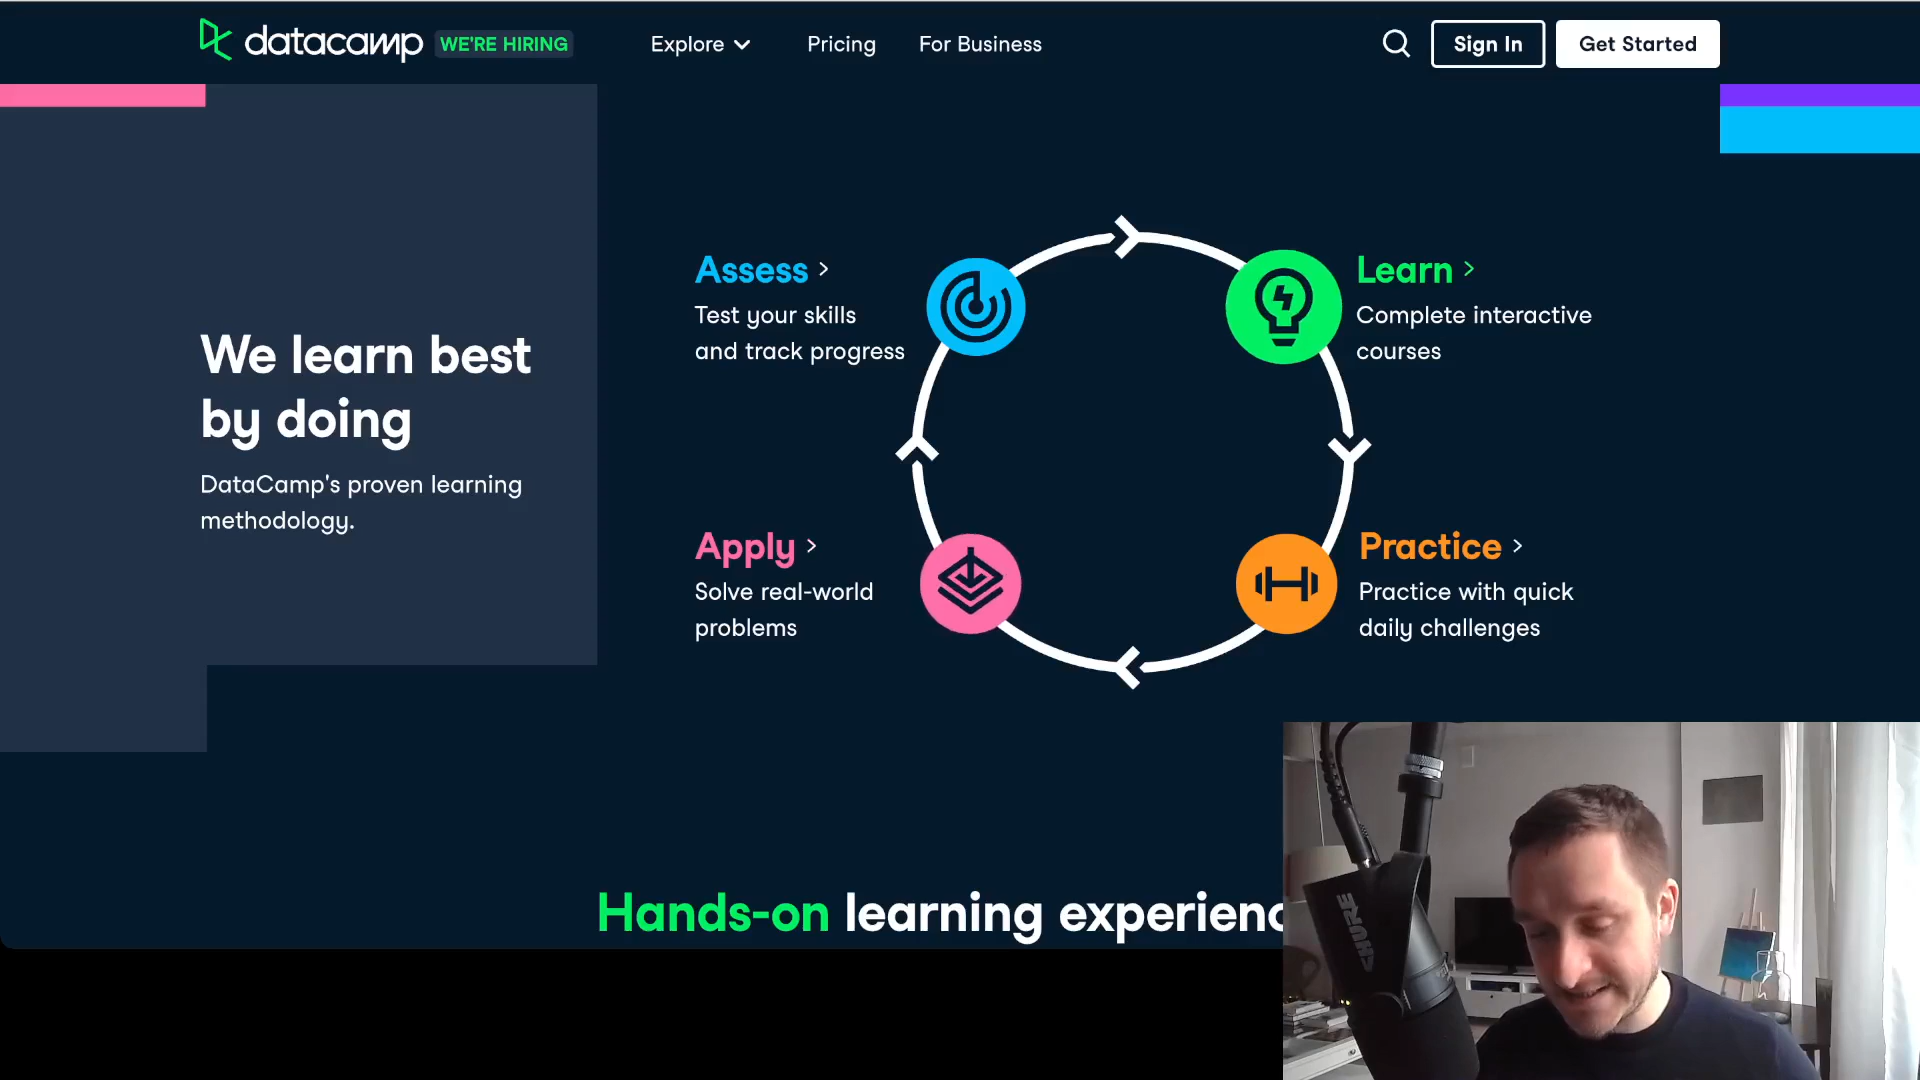 datacamp WE'RE HIRING Explore Pricing For Business Sign In Get Started
We learn best
by doing
DataCamp's proven learning
methodology.
Assess
Test your skills
and track progress
Learn
Complete interactive
courses
Apply
Solve real-world
problems
Practice
Practice with quick
daily challenges
Hands-on learning experienc
SHURE